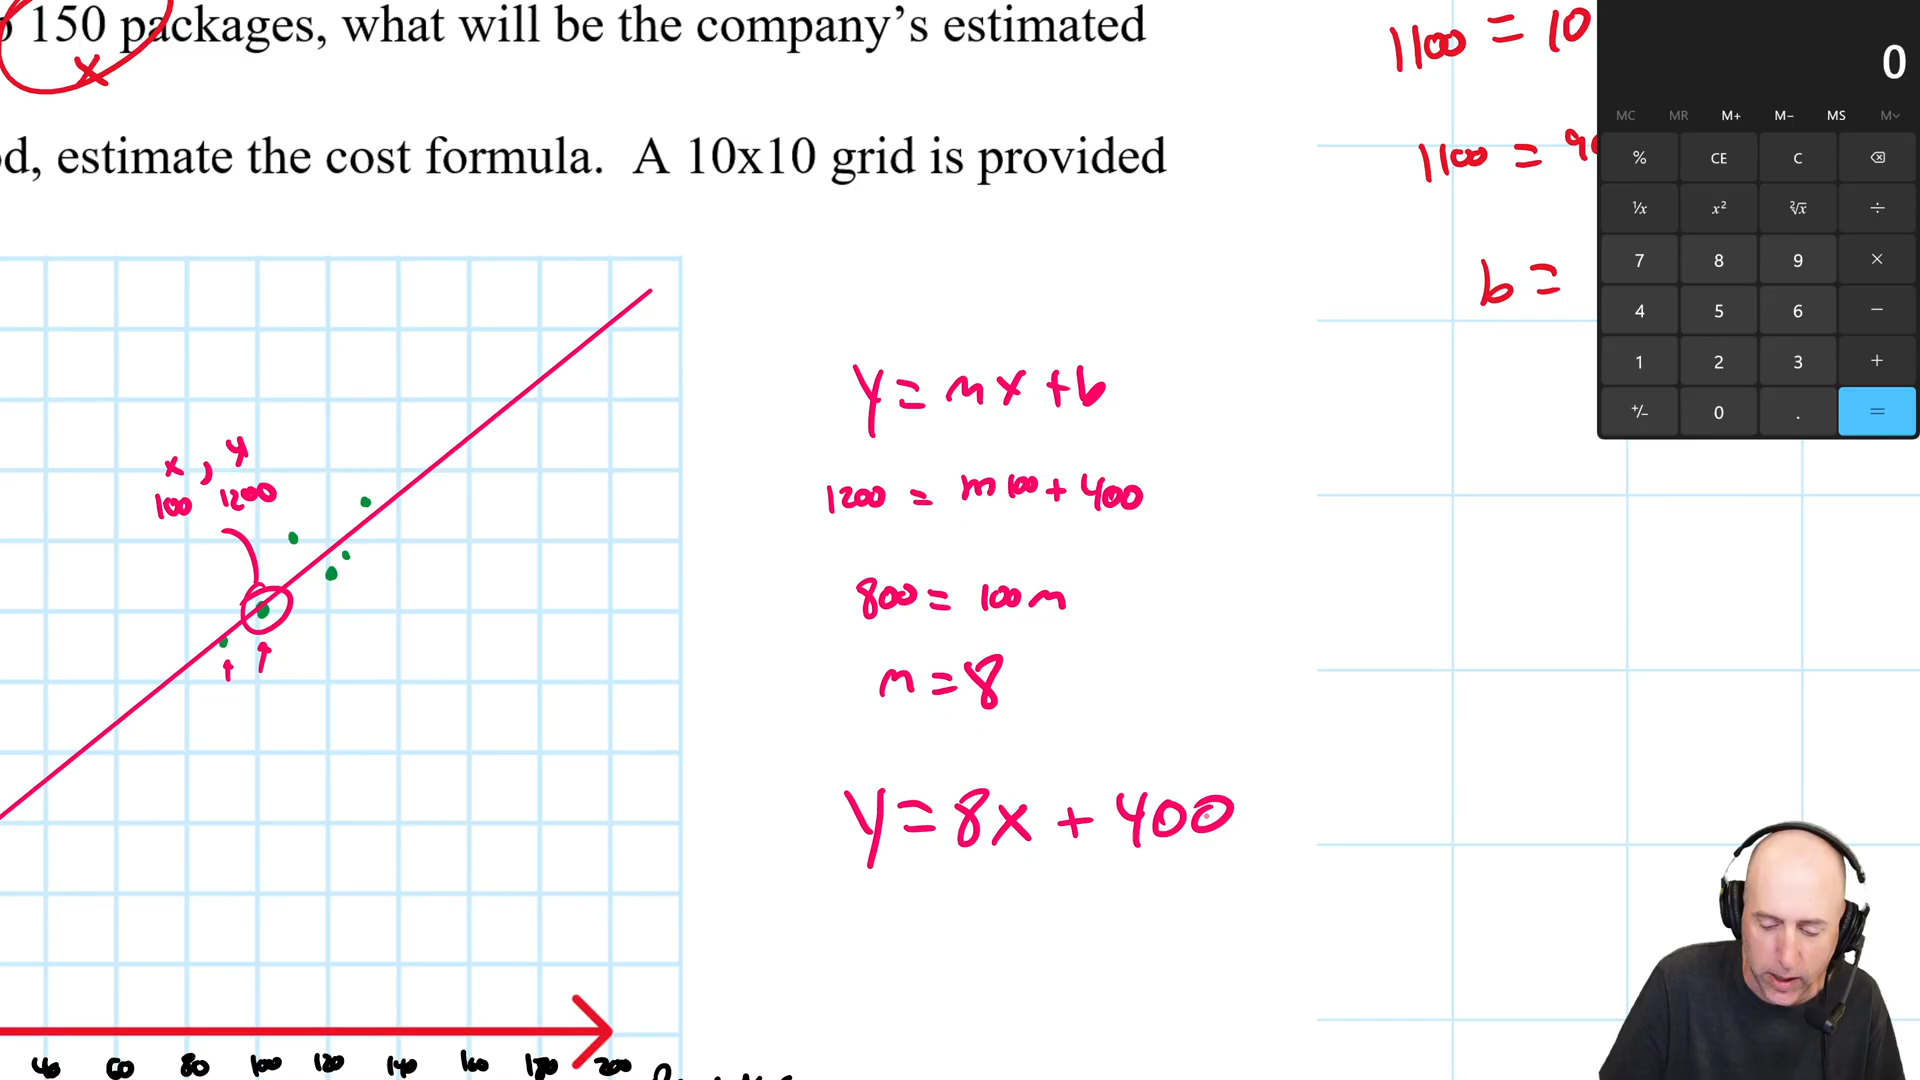 150 packages, what will be the company's estimated
x
d, estimate the cost formula. A 10x10 grid is provided
1100 = 10
1100 = 90
b =
x , y
100 1200
y = mx + b
1200 = m100 + 400
800 = 100m
m = 8
y = 8x + 400
40 60 80 100 120 140 160 180 200
0
MC MR M+ M− MS M
% CE C
1/x x² ²√x ÷
7 8 9 ×
4 5 6 −
1 2 3 +
+/− 0 . =